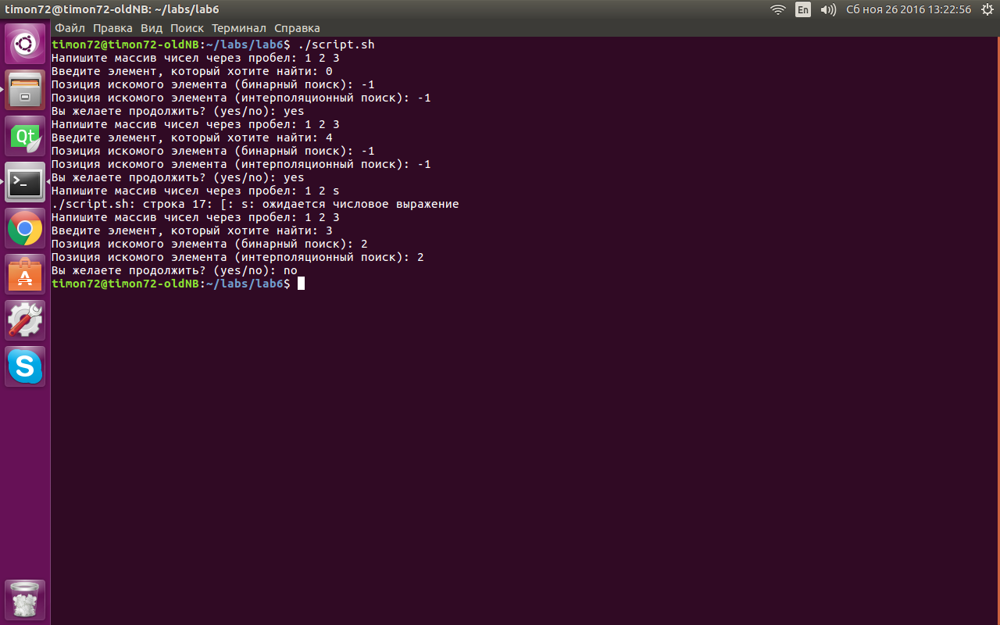 timon72@timon72-oldNB: ~/labs/lab6
En
Сб ноя 26 2016 13:22:56
Файл Правка Вид Поиск Терминал Справка
timon72@timon72-oldNB:~/labs/lab6$ ./script.sh
Напишите массив чисел через пробел: 1 2 3
Введите элемент, который хотите найти: 0
Позиция искомого элемента (бинарный поиск): -1
Позиция искомого элемента (интерполяционный поиск): -1
Вы желаете продолжить? (yes/no): yes
Напишите массив чисел через пробел: 1 2 3
Введите элемент, который хотите найти: 4
Позиция искомого элемента (бинарный поиск): -1
Позиция искомого элемента (интерполяционный поиск): -1
Вы желаете продолжить? (yes/no): yes
Напишите массив чисел через пробел: 1 2 s
./script.sh: строка 17: [: s: ожидается числовое выражение
Напишите массив чисел через пробел: 1 2 3
Введите элемент, который хотите найти: 3
Позиция искомого элемента (бинарный поиск): 2
Позиция искомого элемента (интерполяционный поиск): 2
Вы желаете продолжить? (yes/no): no
timon72@timon72-oldNB:~/labs/lab6$
Qt
>_
A
S